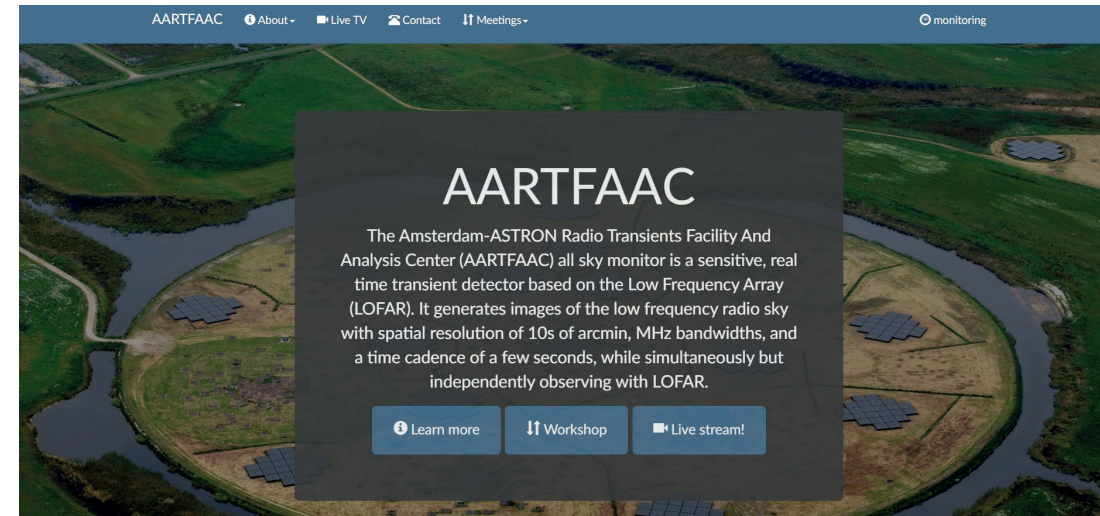 AARTFAAC About Live TV Contact Meetings monitoring
AARTFAAC
The Amsterdam-ASTRON Radio Transients Facility And
Analysis Center (AARTFAAC) all sky monitor is a sensitive, real
time transient detector based on the Low Frequency Array
(LOFAR). It generates images of the low frequency radio sky
with spatial resolution of 10s of arcmin, MHz bandwidths, and
a time cadence of a few seconds, while simultaneously but
independently observing with LOFAR.
Learn more Workshop Live stream!